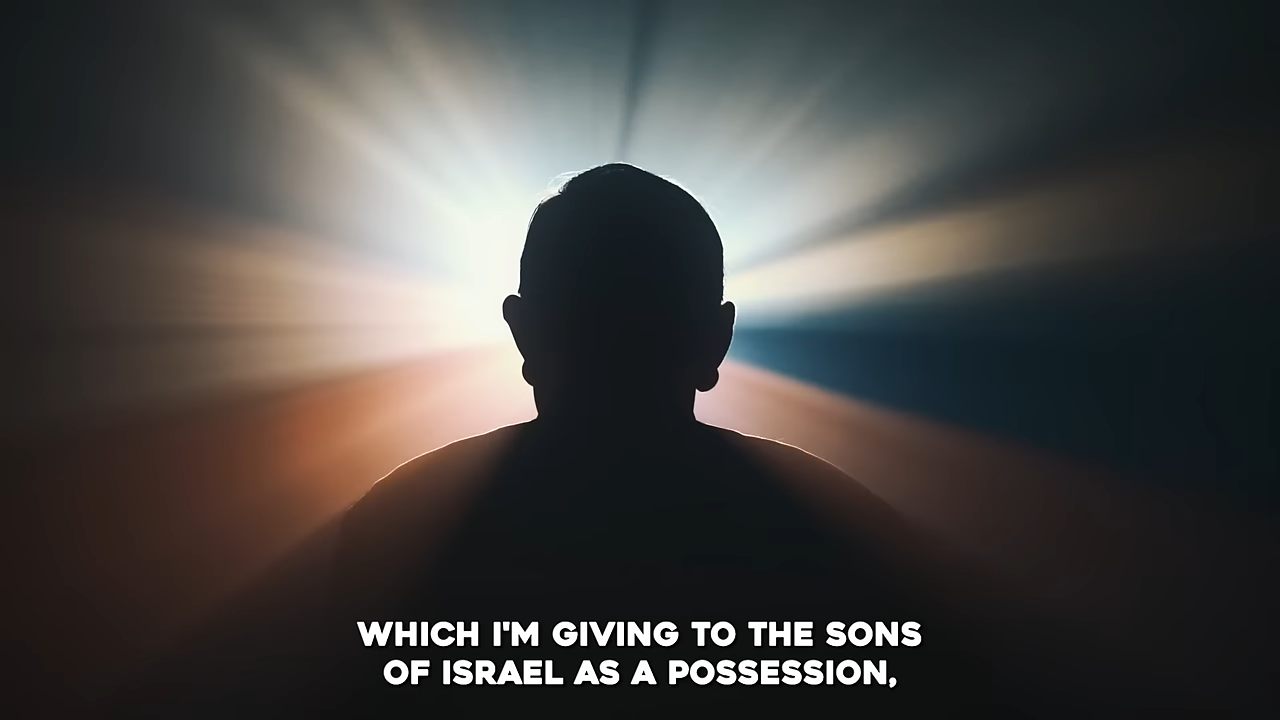 WHICH I'M GIVING TO THE SONS
OF ISRAEL AS A POSSESSION,